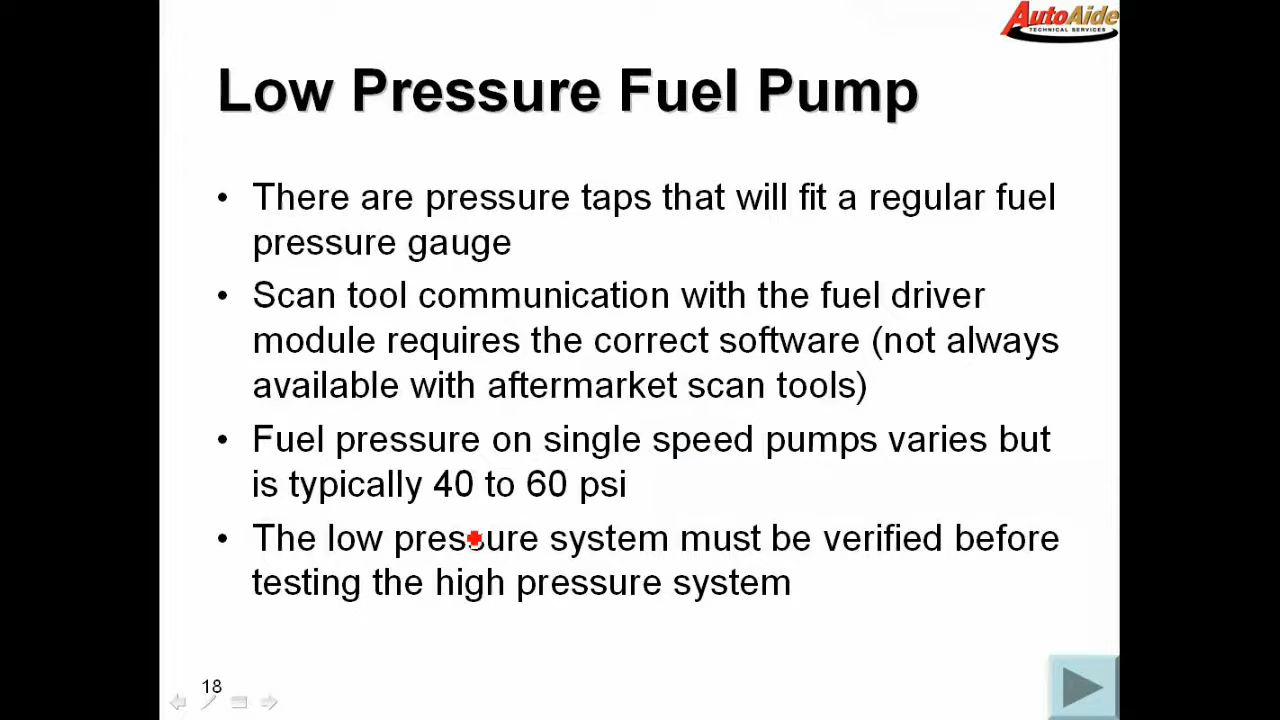 AutoAide
TECHNICAL SERVICES
Low Pressure Fuel Pump
• There are pressure taps that will fit a regular fuel
pressure gauge
• Scan tool communication with the fuel driver
module requires the correct software (not always
available with aftermarket scan tools)
• Fuel pressure on single speed pumps varies but
is typically 40 to 60 psi
• The low pressure system must be verified before
testing the high pressure system
18